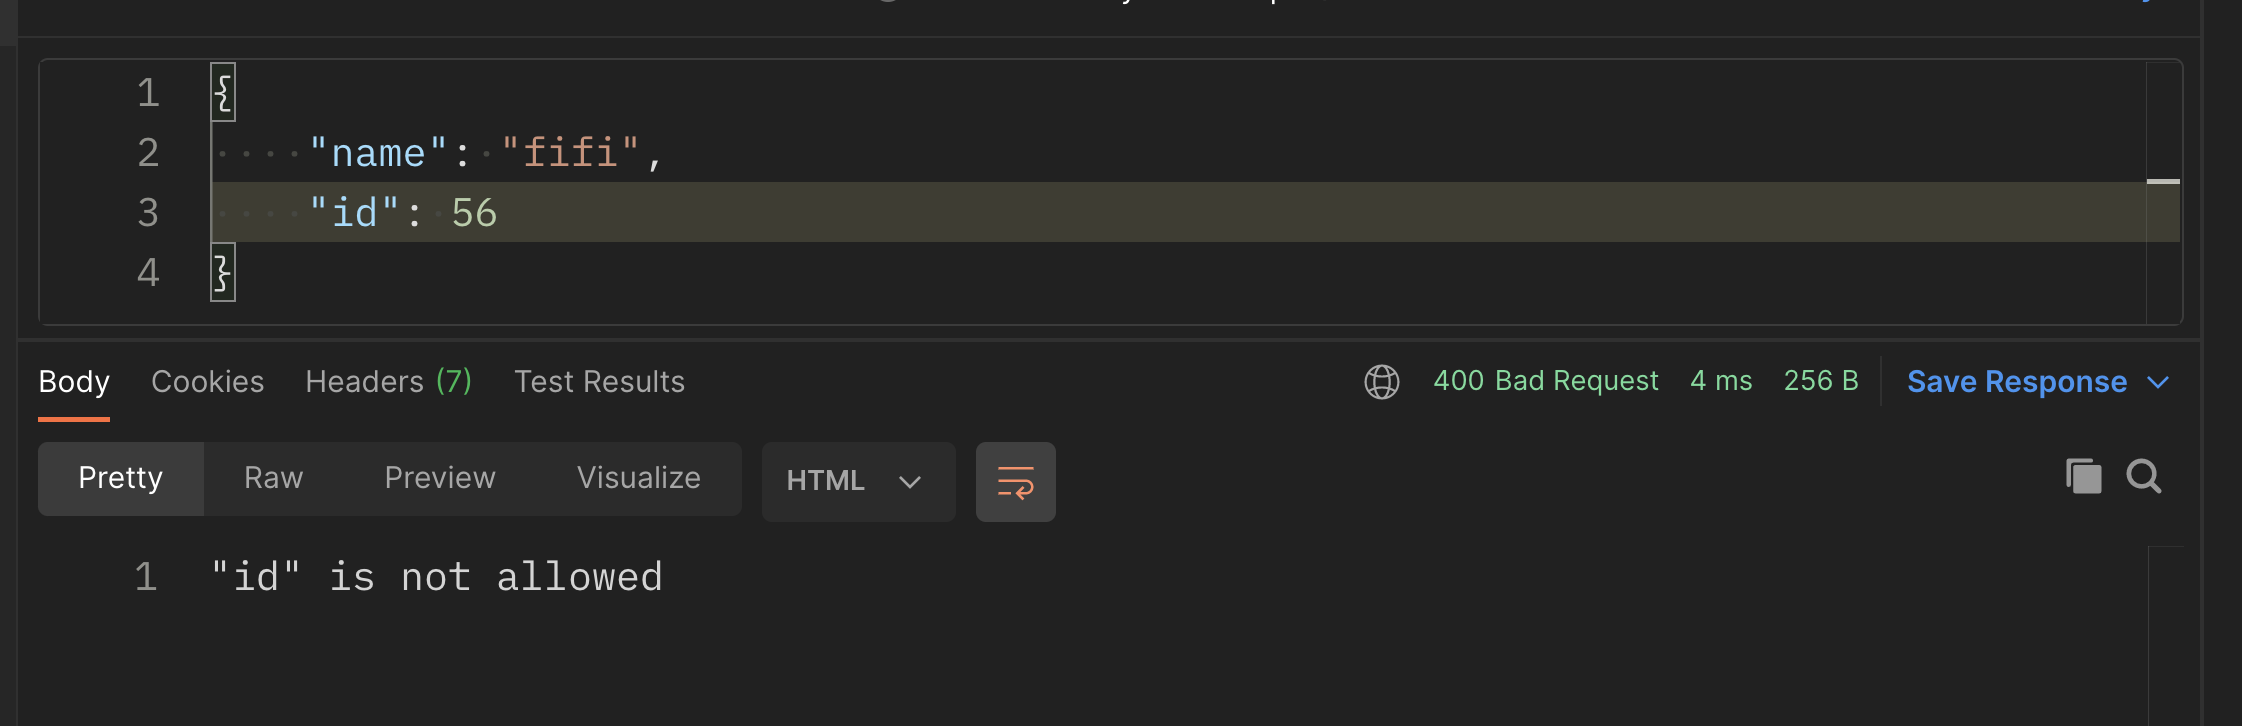 1 {
2 "name": "fifi",
3 "id": 56
4 }
Body Cookies Headers (7) Test Results 400 Bad Request 4 ms 256 B Save Response
Pretty Raw Preview Visualize HTML
1 "id" is not allowed